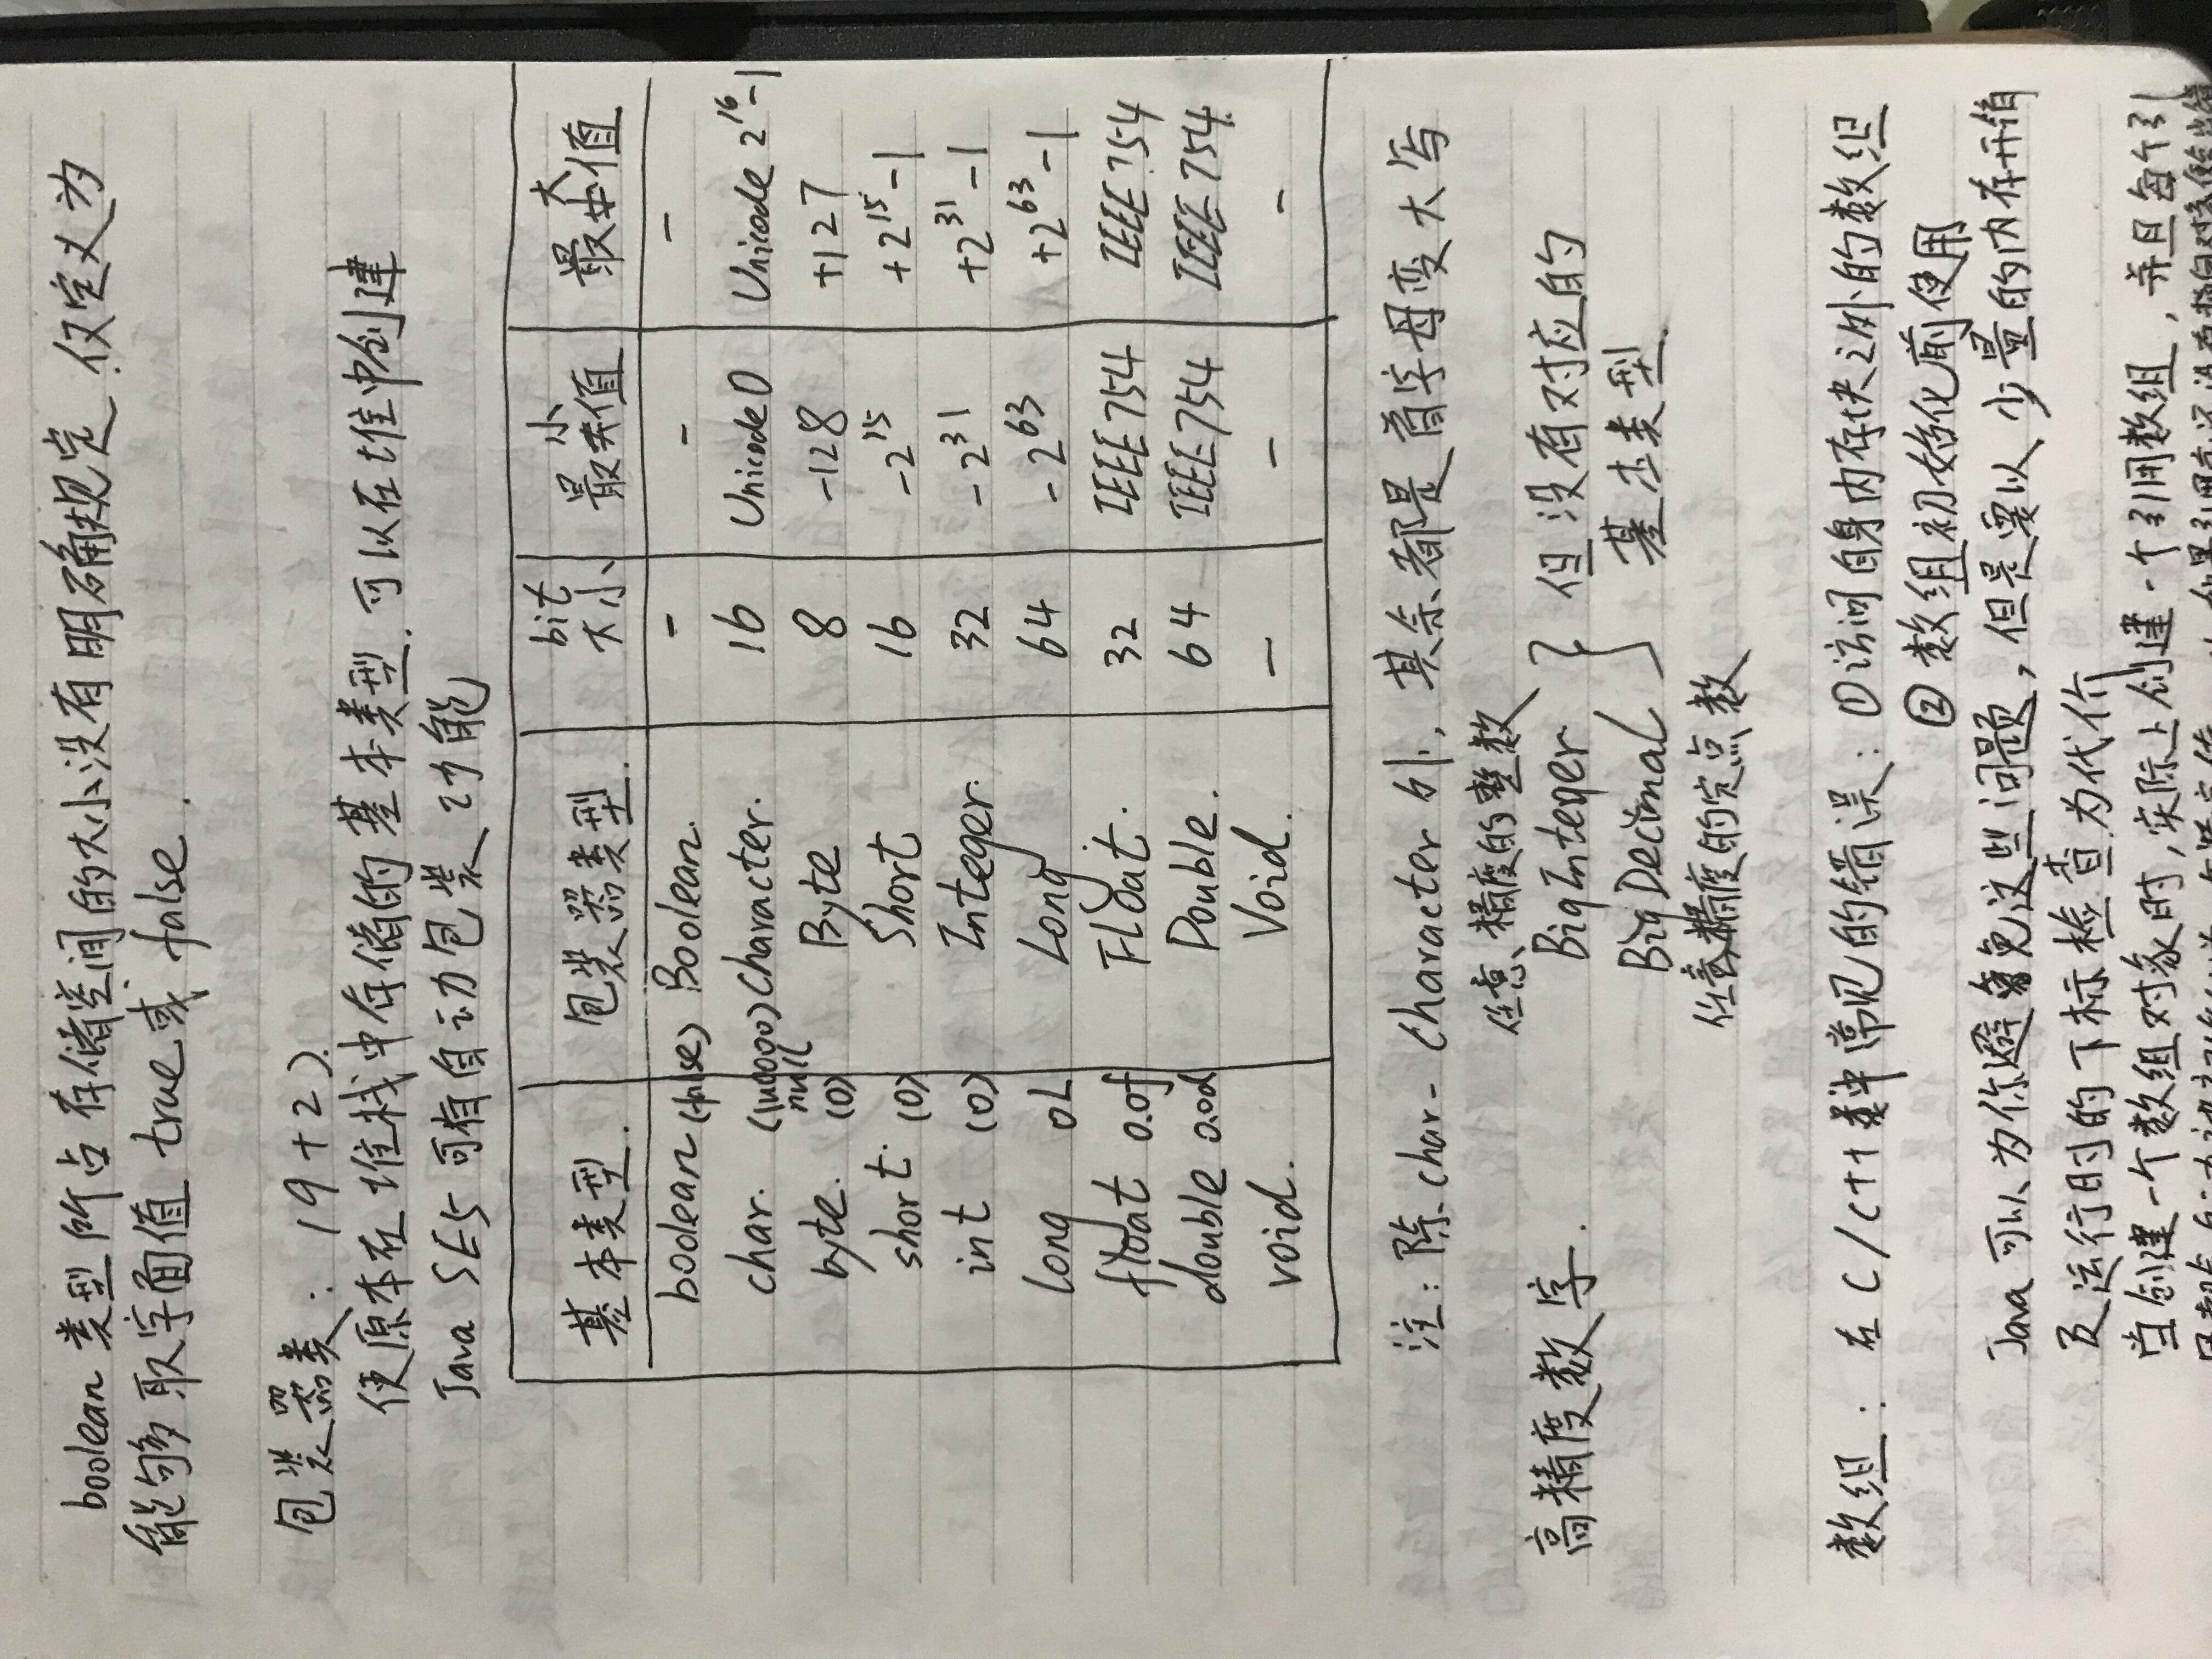 boolean 类型所占存储空间的大小没有明确规定，仅定义为
能够取字面值 true 或 false.
包装器类：(9+2).
使原本在堆栈中存储的基本类型，可以在堆中创建
Java SE5 可有自动包装功能
基本类型. 包装器类型. bit大小 最小值 最大值
boolean (false) Boolean. - - -
char. (\u0000) null Character. 16 Unicode 0 Unicode 2^16-1
byte. (0) Byte 8 -128 +127
short. (0) Short 16 -2^15 +2^15-1
int (0) Integer. 32 -2^31 +2^31-1
long 0L Long 64 -2^63 +2^63-1
float 0.0f Float. 32 IEEE754 IEEE754
double 0.0d Double. 64 IEEE754 IEEE754.
void. Void. - - -
注：除 char - Character 外，其余都是首字母变大写
任意精度的整数
高精度数字. BigInteger } 但没有对应的
BigDecimal 基本类型.
任意精度的定点数
数组：在 C/C++ 中常见的错误：①访问自身内存块之外的数组
②数组初始化前使用
Java 可以为你避免这些问题，但是要以少量的内存开销
及运行时的下标检查为代价
当创建一个数组对象时，实际上创建一个引用数组，并且每个引